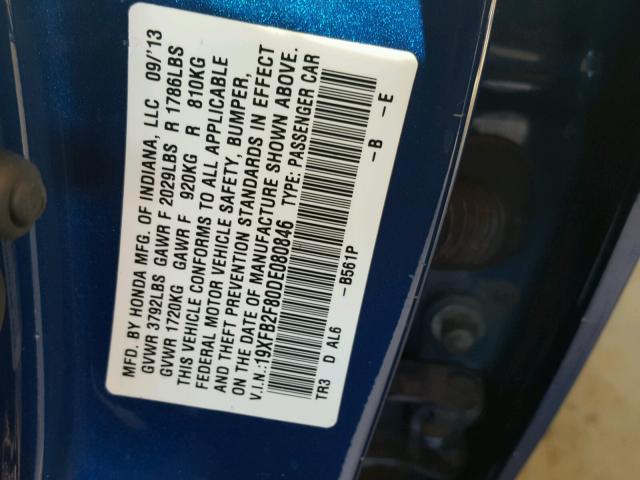 MFD. BY HONDA MFG. OF INDIANA, LLC 09/'13
GVWR 3792LBS GAWR F 2029LBS R 1786LBS
GVWR 1720KG GAWR F 920KG R 810KG
THIS VEHICLE CONFORMS TO ALL APPLICABLE
FEDERAL MOTOR VEHICLE SAFETY, BUMPER,
AND THEFT PREVENTION STANDARDS IN EFFECT
ON THE DATE OF MANUFACTURE SHOWN ABOVE.
V.I.N.:19XFB2F80DE080846 TYPE: PASSENGER CAR
-B561P -B -E
TR3 D AL6